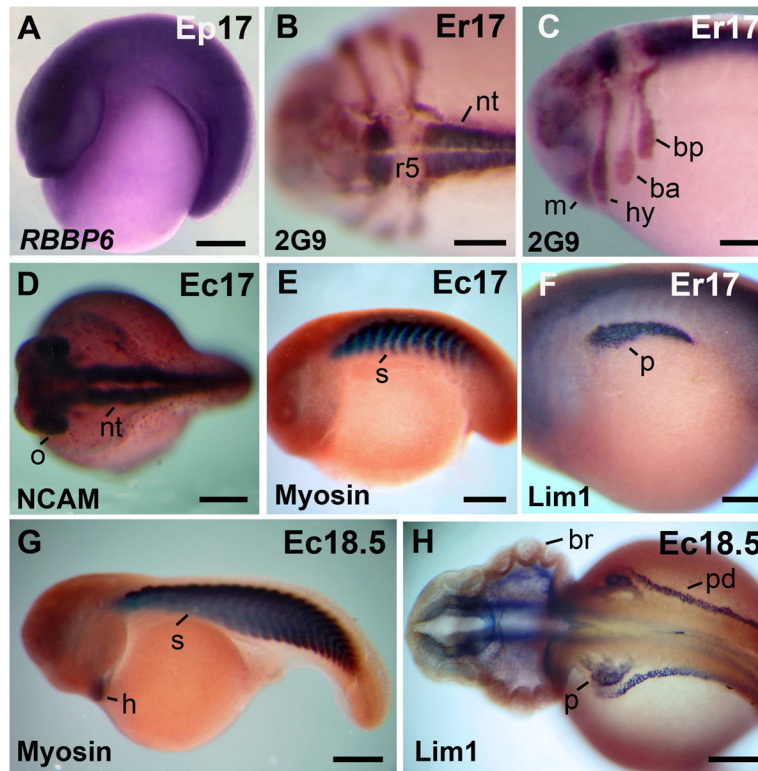 A Ep17
RBBP6
B Er17
nt
r5
2G9
C Er17
bp
ba
m hy
2G9
D Ec17
nt
o
NCAM
E Ec17
s
Myosin
F Er17
p
Lim1
G Ec18.5
s
h
Myosin
H Ec18.5
br
pd
p
Lim1